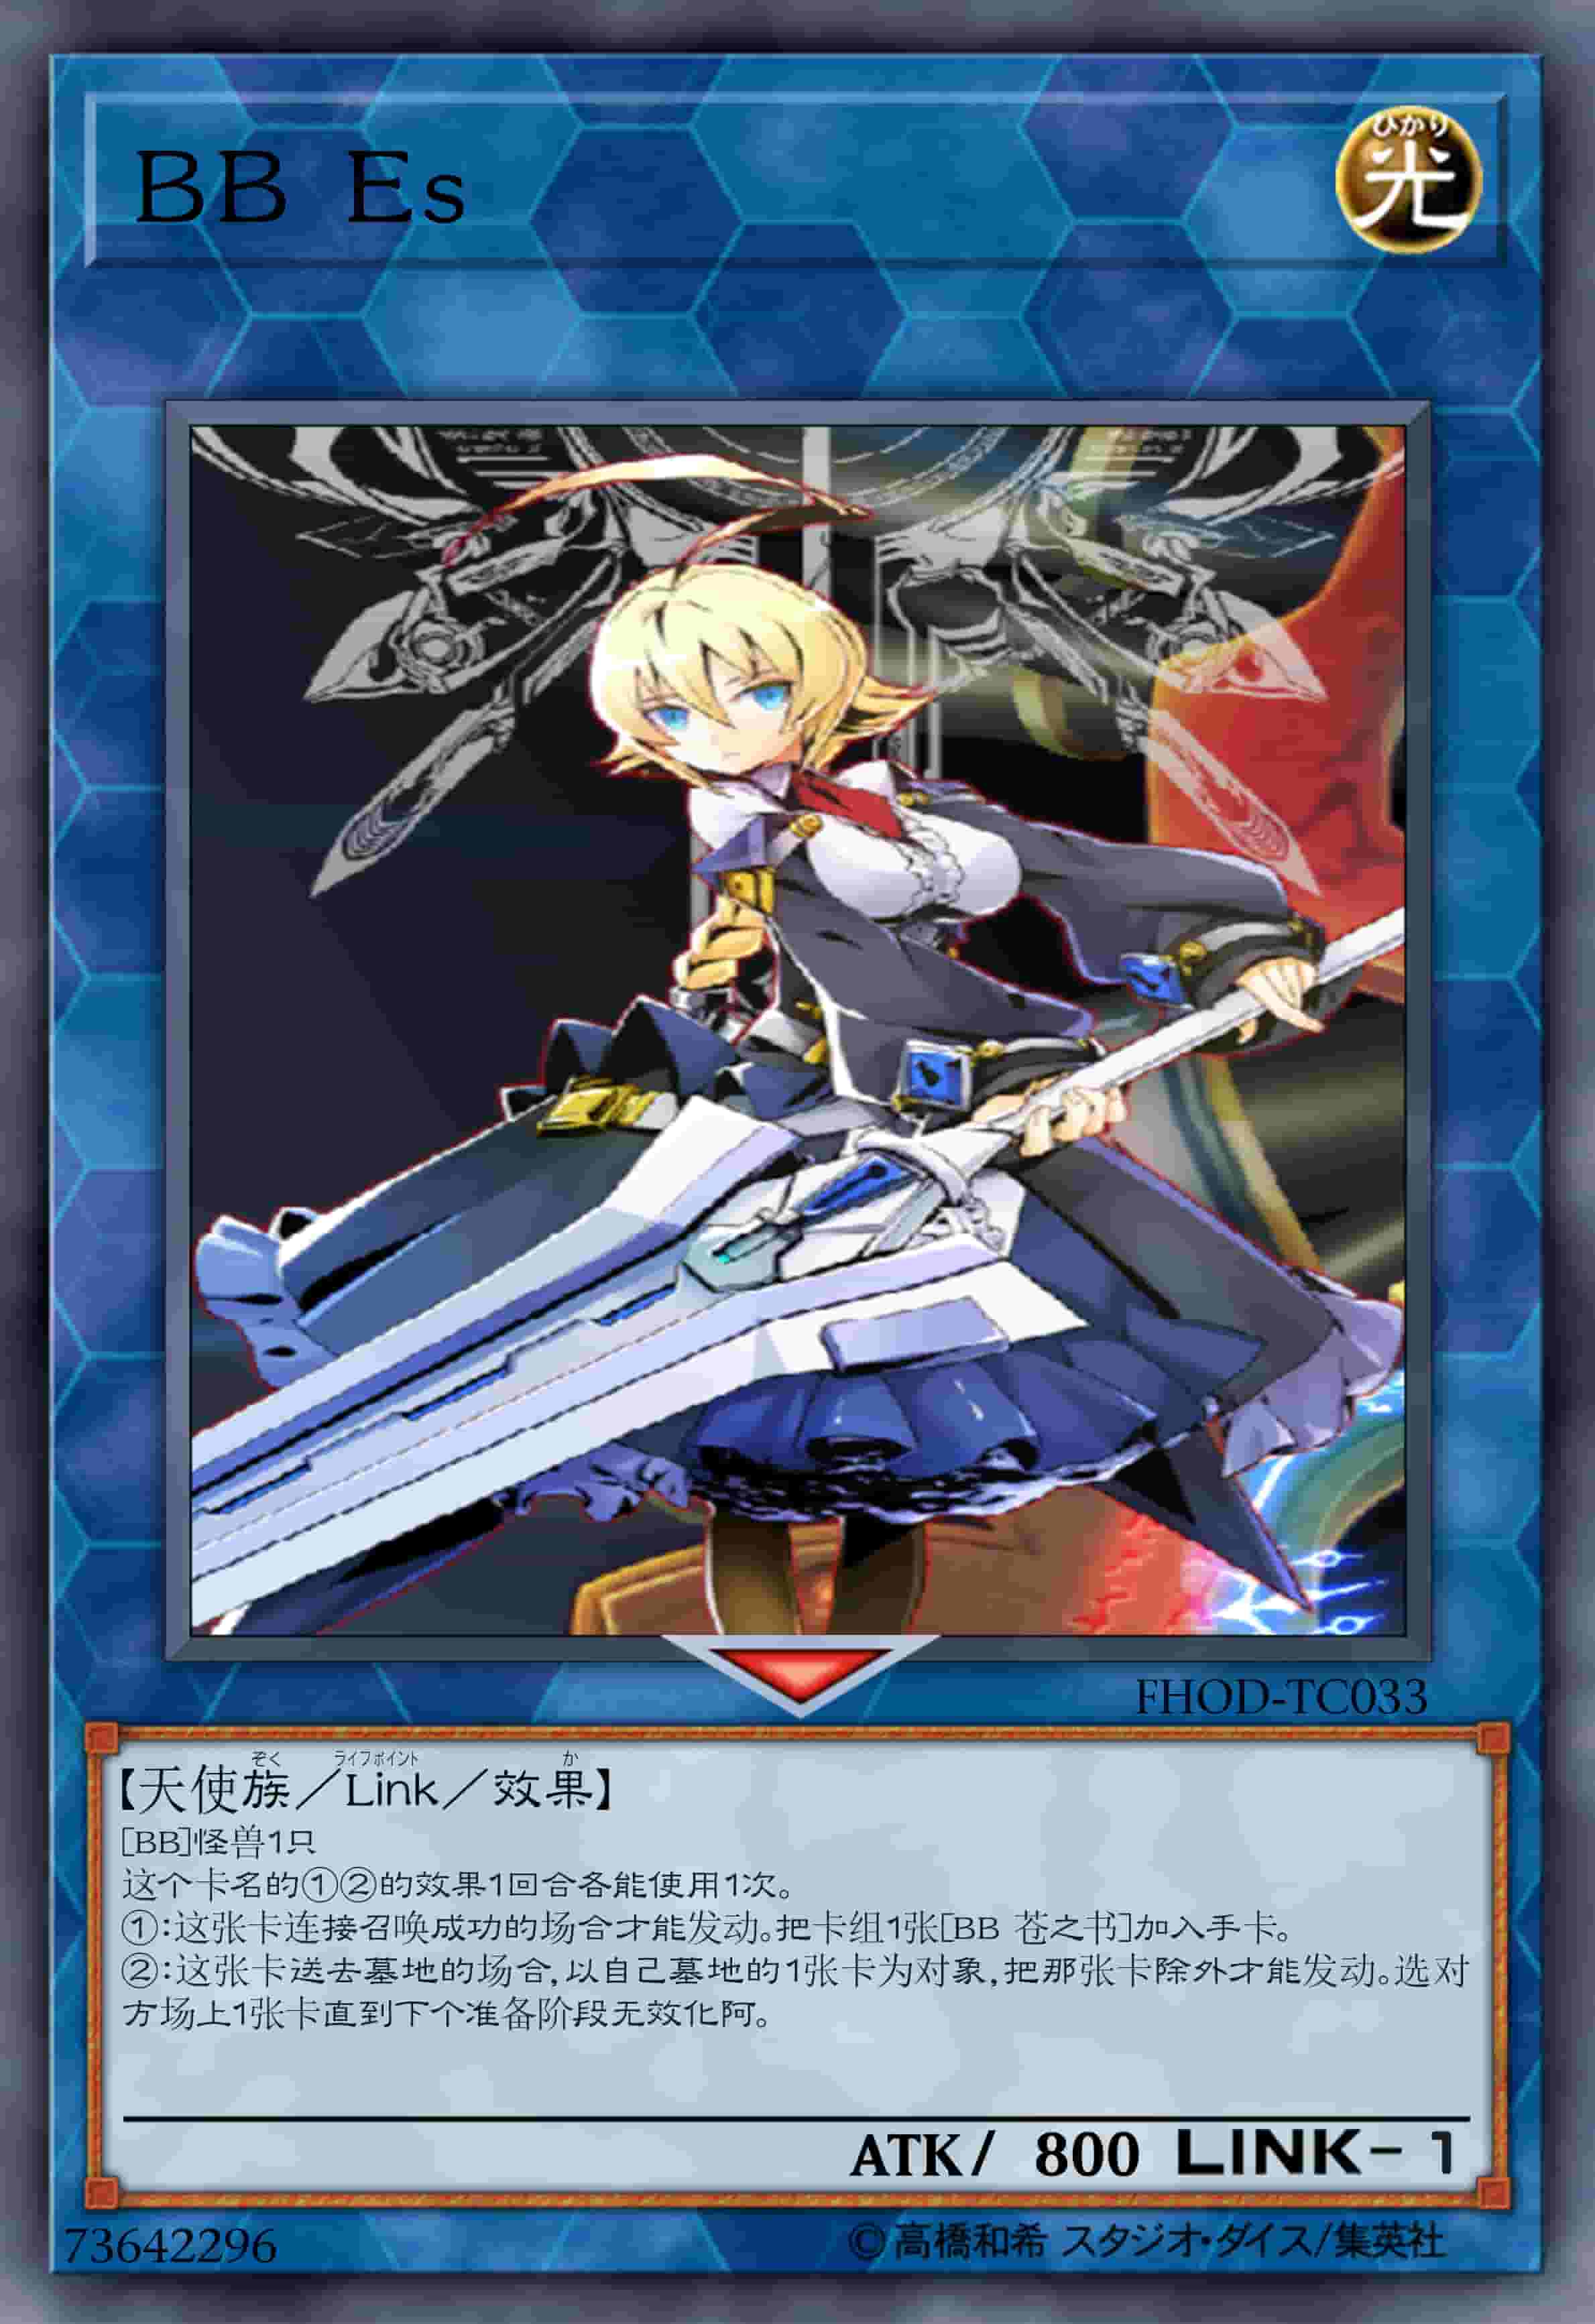 BB Es
ひかり
光
FHOD-TC033
ぞく ライフポイント か
【天使族／Link／效果】
[BB]怪兽1只
这个卡名的①②的效果1回合各能使用1次。
①:这张卡连接召唤成功的场合才能发动。把卡组1张[BB 苍之书]加入手卡。
②:这张卡送去墓地的场合,以自己墓地的1张卡为对象,把那张卡除外才能发动。选对
方场上1张卡直到下个准备阶段无效化阿。
ATK/ 800 LINK-1
73642296
©高橋和希 スタジオ・ダイス/集英社